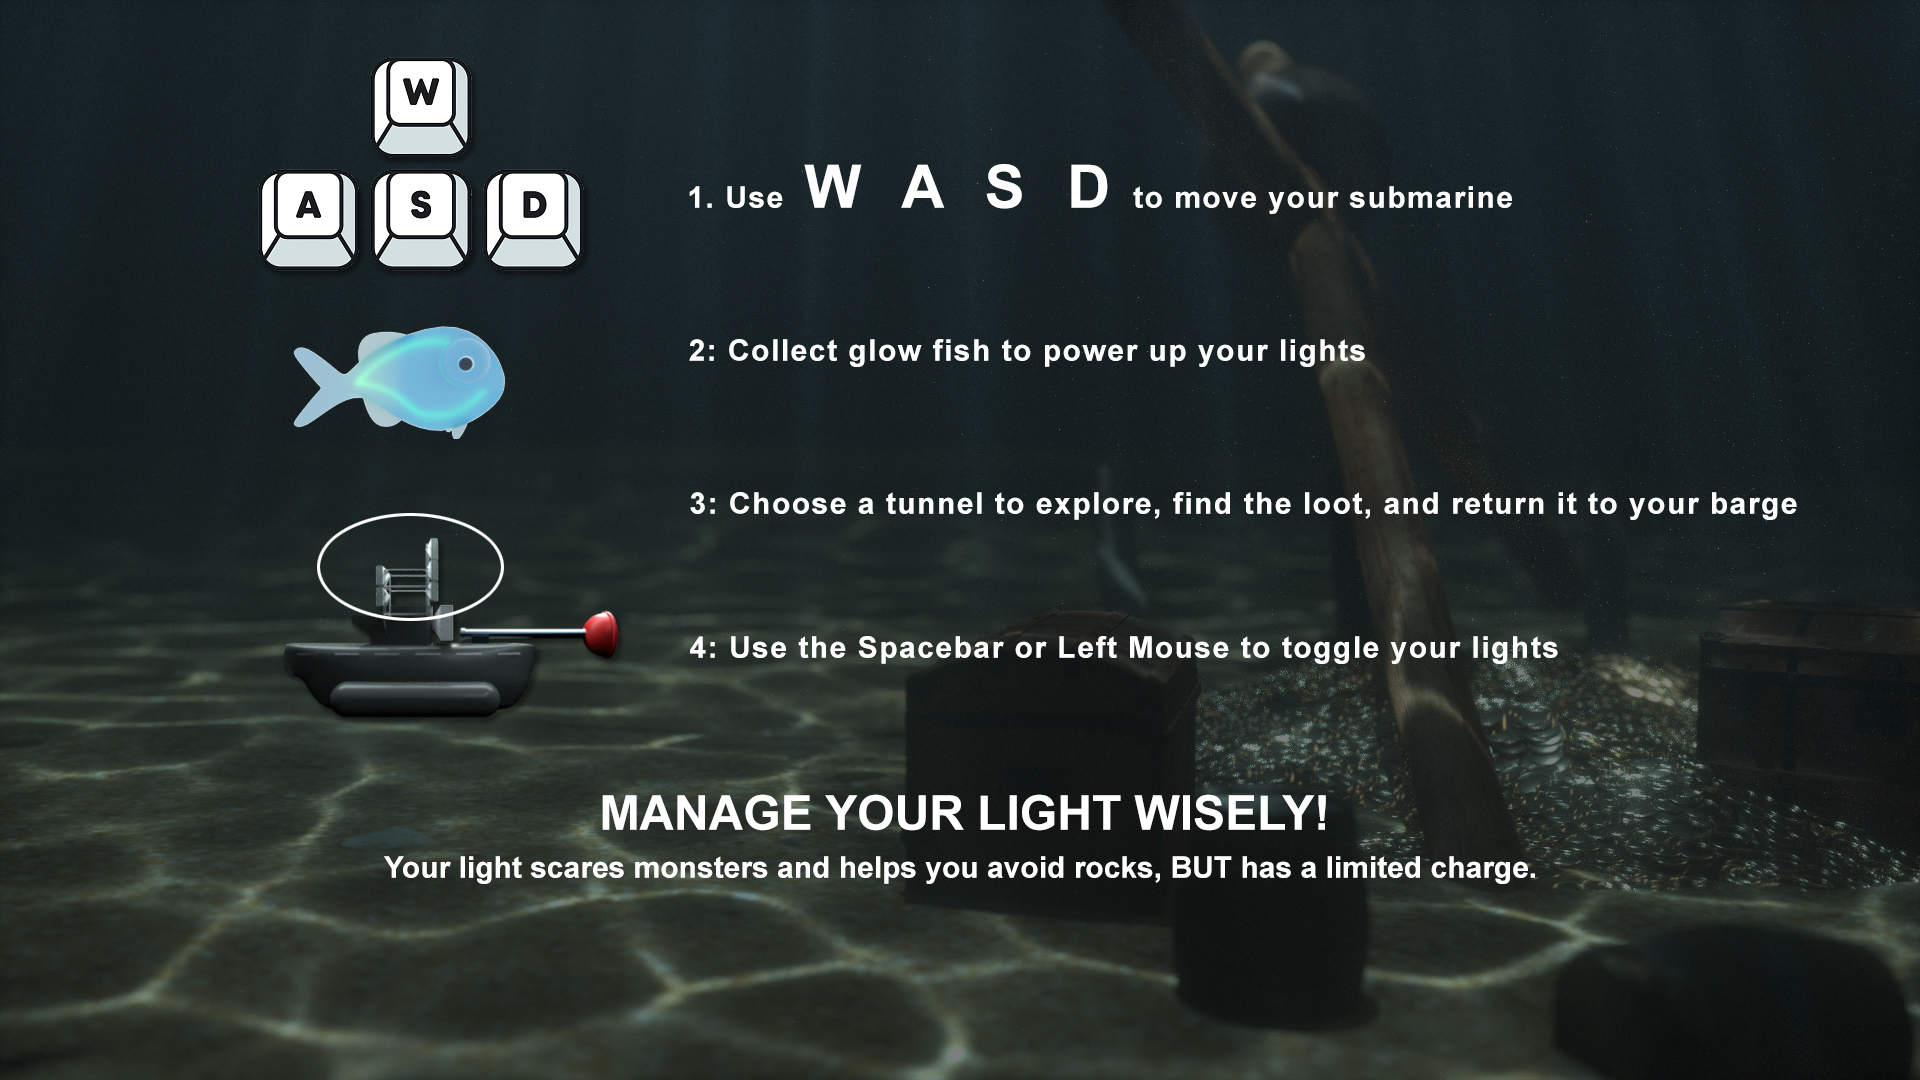 W
A S D
1. Use W A S D to move your submarine
2: Collect glow fish to power up your lights
3: Choose a tunnel to explore, find the loot, and return it to your barge
4: Use the Spacebar or Left Mouse to toggle your lights
MANAGE YOUR LIGHT WISELY!
Your light scares monsters and helps you avoid rocks, BUT has a limited charge.